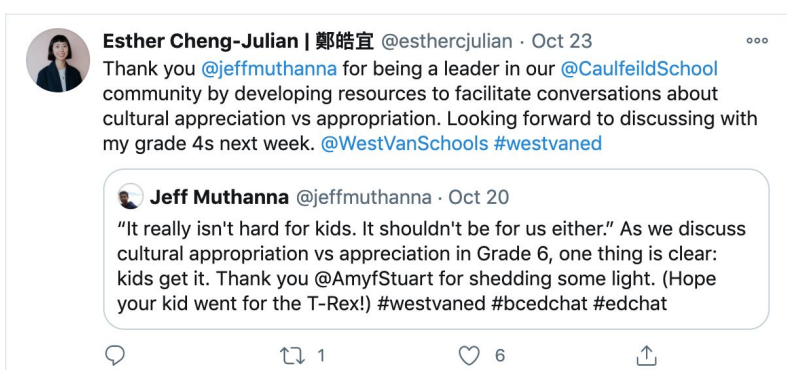 Esther Cheng-Julian | 鄭皓宜 @esthercjulian · Oct 23
Thank you @jeffmuthanna for being a leader in our @CaulfeildSchool
community by developing resources to facilitate conversations about
cultural appreciation vs appropriation. Looking forward to discussing with
my grade 4s next week. @WestVanSchools #westvaned
Jeff Muthanna @jeffmuthanna · Oct 20
“It really isn't hard for kids. It shouldn't be for us either.” As we discuss
cultural appropriation vs appreciation in Grade 6, one thing is clear:
kids get it. Thank you @AmyfStuart for shedding some light. (Hope
your kid went for the T-Rex!) #westvaned #bcedchat #edchat
1 6